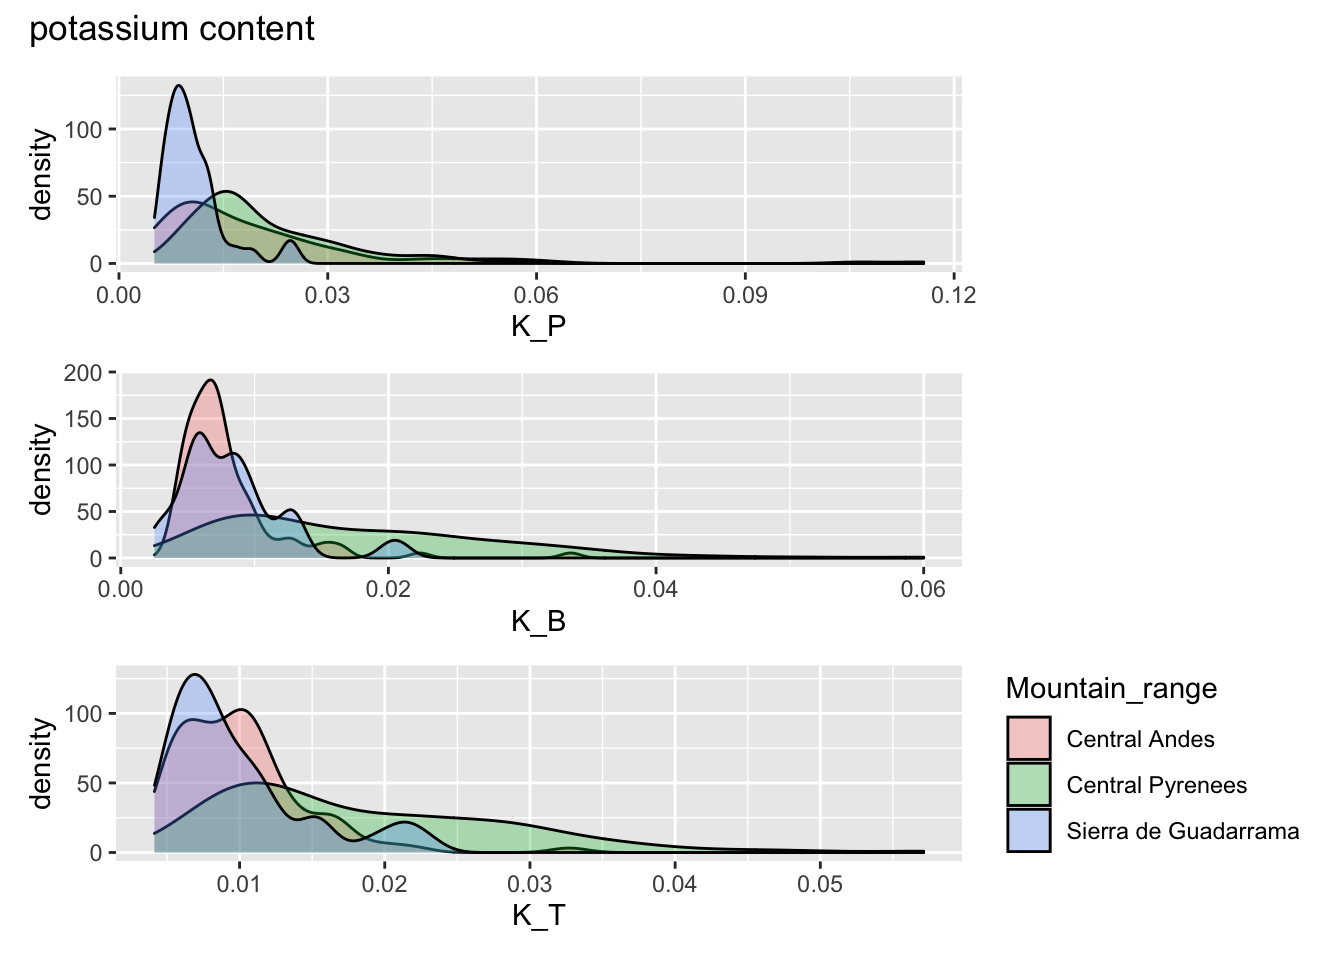 potassium content
density
100
50
0
0.00 0.03 0.06 0.09 0.12
K_P
density
200
150
100
50
0
0.00 0.02 0.04 0.06
K_B
density
100
50
0
0.01 0.02 0.03 0.04 0.05
K_T
Mountain_range
Central Andes
Central Pyrenees
Sierra de Guadarrama